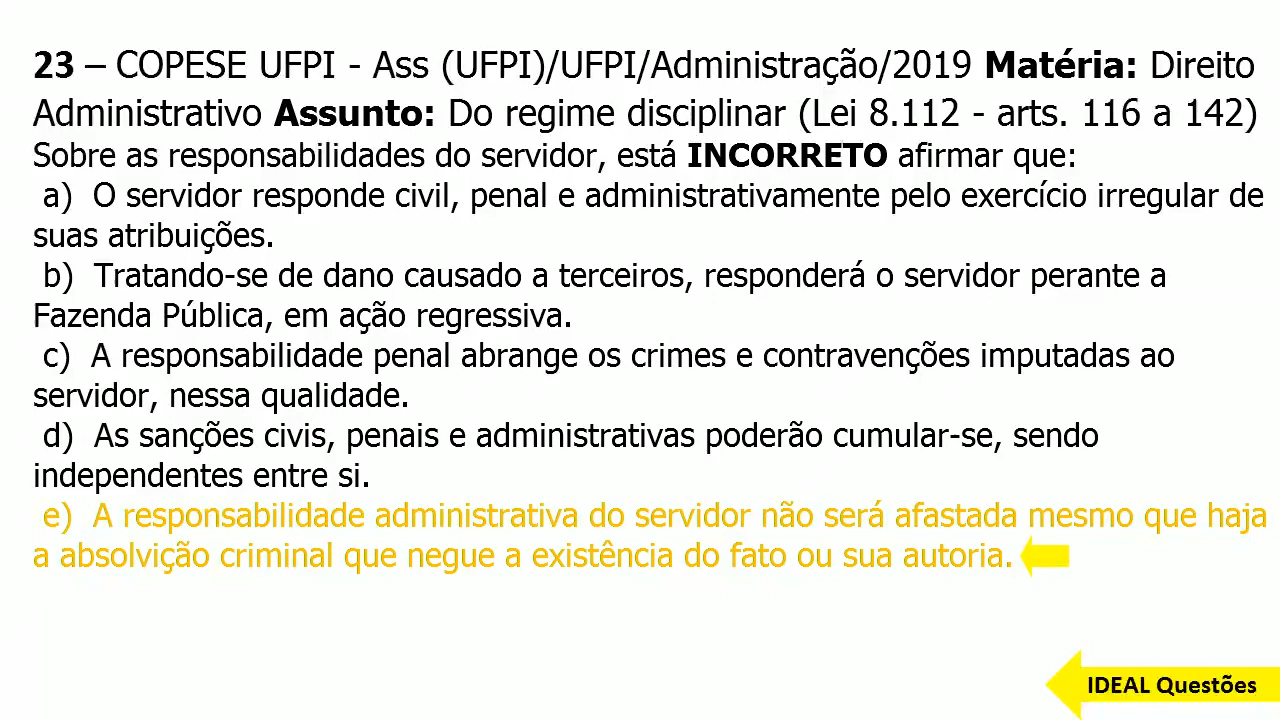 23 – COPESE UFPI - Ass (UFPI)/UFPI/Administração/2019 Matéria: Direito
Administrativo Assunto: Do regime disciplinar (Lei 8.112 - arts. 116 a 142)
Sobre as responsabilidades do servidor, está INCORRETO afirmar que:
a) O servidor responde civil, penal e administrativamente pelo exercício irregular de
suas atribuições.
b) Tratando-se de dano causado a terceiros, responderá o servidor perante a
Fazenda Pública, em ação regressiva.
c) A responsabilidade penal abrange os crimes e contravenções imputadas ao
servidor, nessa qualidade.
d) As sanções civis, penais e administrativas poderão cumular-se, sendo
independentes entre si.
e) A responsabilidade administrativa do servidor não será afastada mesmo que haja
a absolvição criminal que negue a existência do fato ou sua autoria.
IDEAL Questões